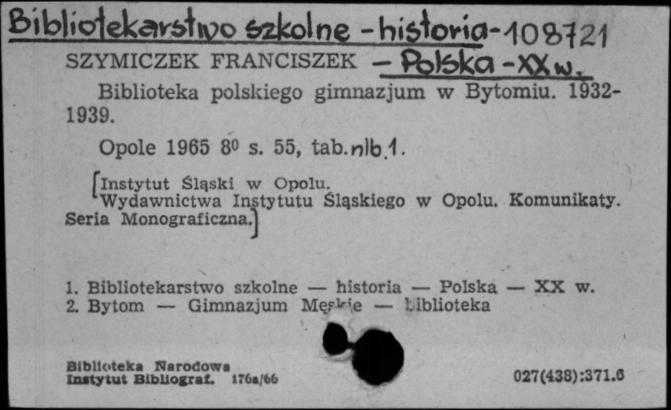 Bibliotekarstwo szkolne - historia - 108721
SZYMICZEK FRANCISZEK - Polska - XX w.
Biblioteka polskiego gimnazjum w Bytomiu. 1932-
1939.
Opole 1965 8⁰ s. 55, tab. nlb. 1.
[Instytut Śląski w Opolu.
Wydawnictwa Instytutu Śląskiego w Opolu. Komunikaty.
Seria Monograficzna.]
1. Bibliotekarstwo szkolne — historia — Polska — XX w.
2. Bytom — Gimnazjum Męskie — biblioteka
Biblioteka Narodowa
Instytut Bibliograf. 176a/66
027(438):371.6